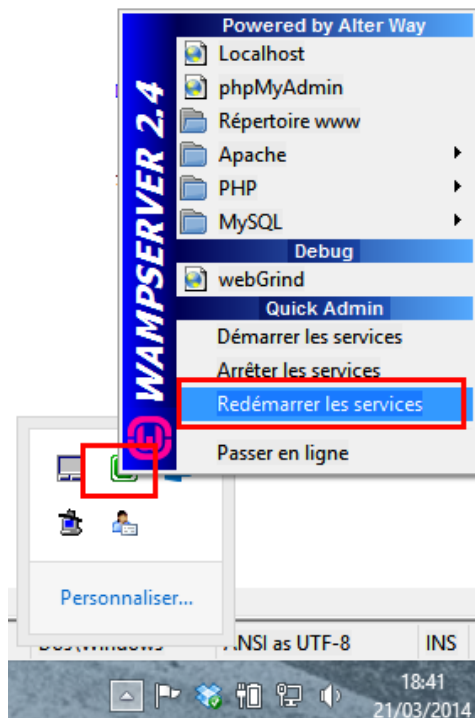 Powered by Alter Way
Localhost
phpMyAdmin
Répertoire www
Apache
PHP
MySQL
Debug
webGrind
Quick Admin
Démarrer les services
Arrêter les services
Redémarrer les services
Passer en ligne
WAMPSERVER 2.4
Personnaliser...
ANSI as UTF-8 INS
18:41
21/03/2014